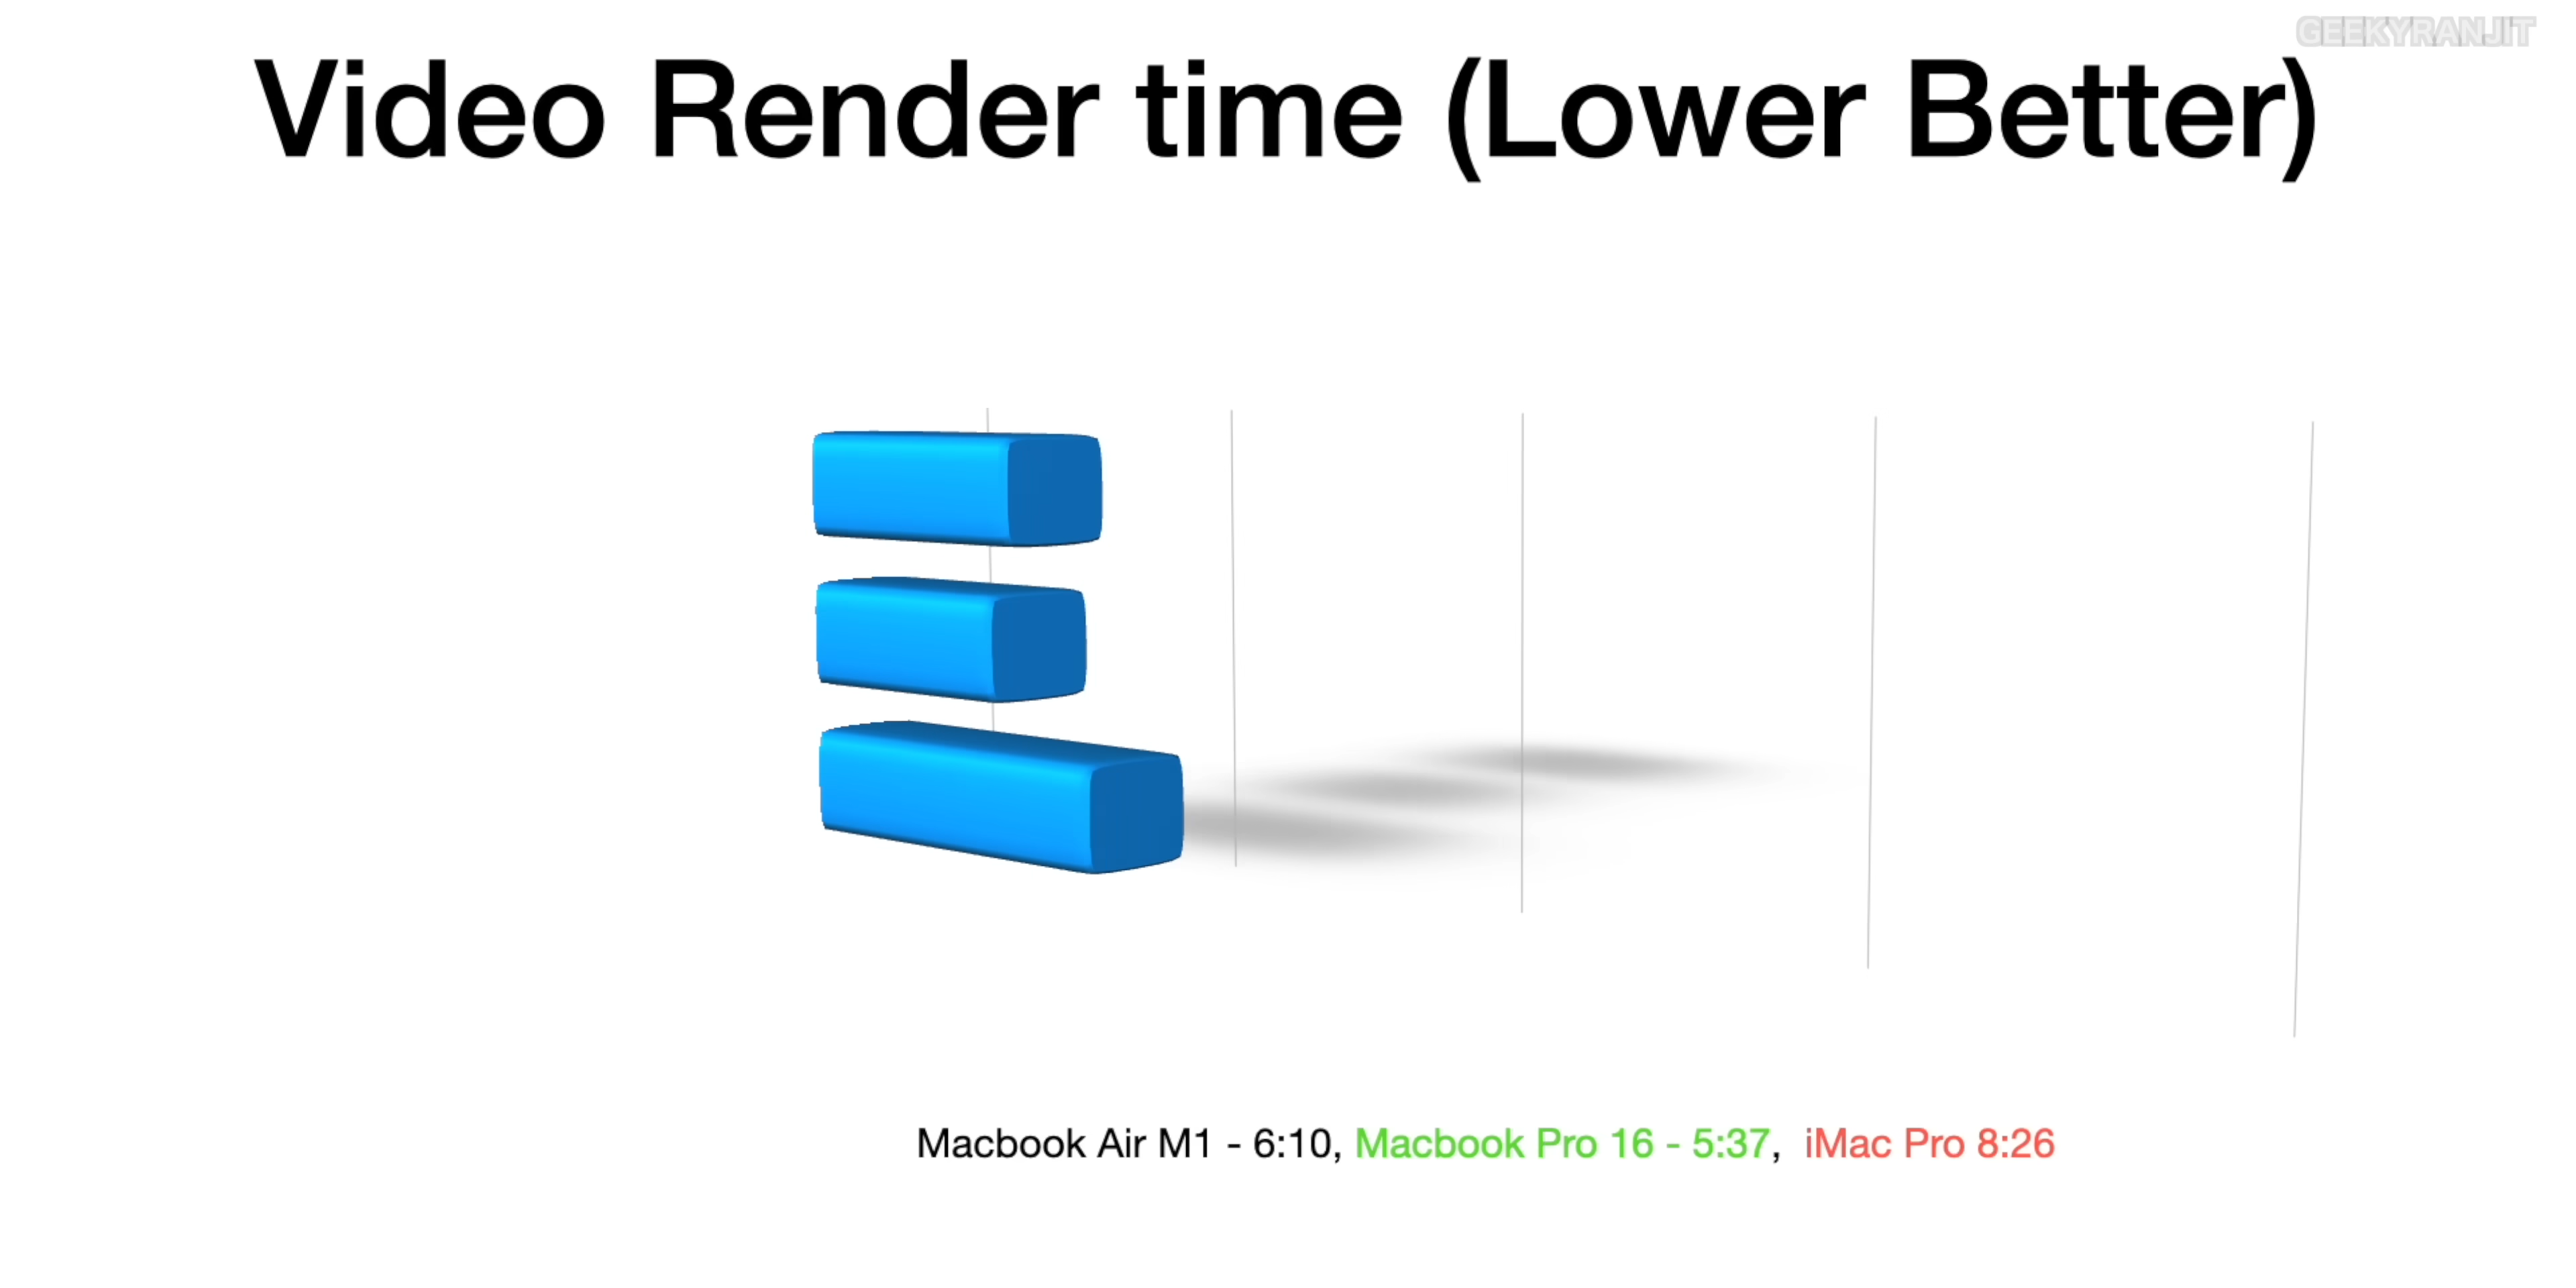 GEEKYRANJIT
Video Render time (Lower Better)
Macbook Air M1 - 6:10, Macbook Pro 16 - 5:37, iMac Pro 8:26